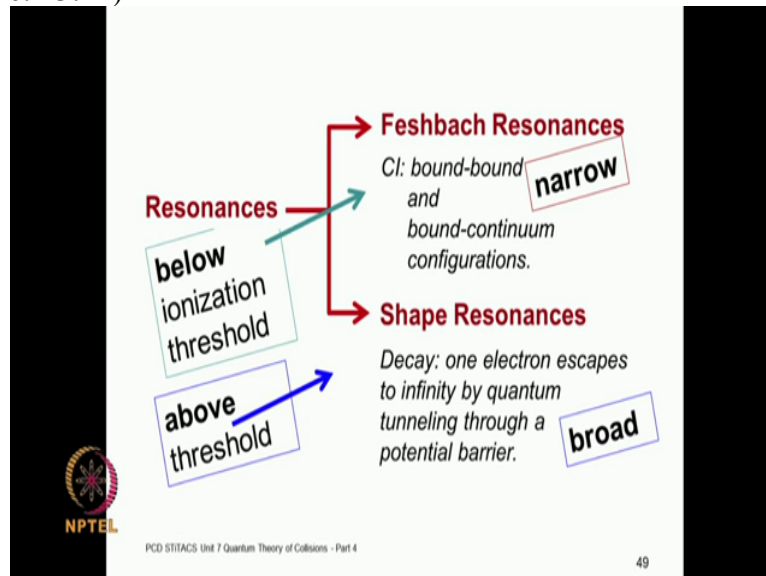 Feshbach Resonances
CI: bound-bound
and
bound-continuum
configurations.
narrow
Resonances
below
ionization
threshold
Shape Resonances
Decay: one electron escapes
to infinity by quantum
tunneling through a
potential barrier.
broad
above
threshold
NPTEL
PCD STiTACS Unit 7 Quantum Theory of Collisions - Part 4
49